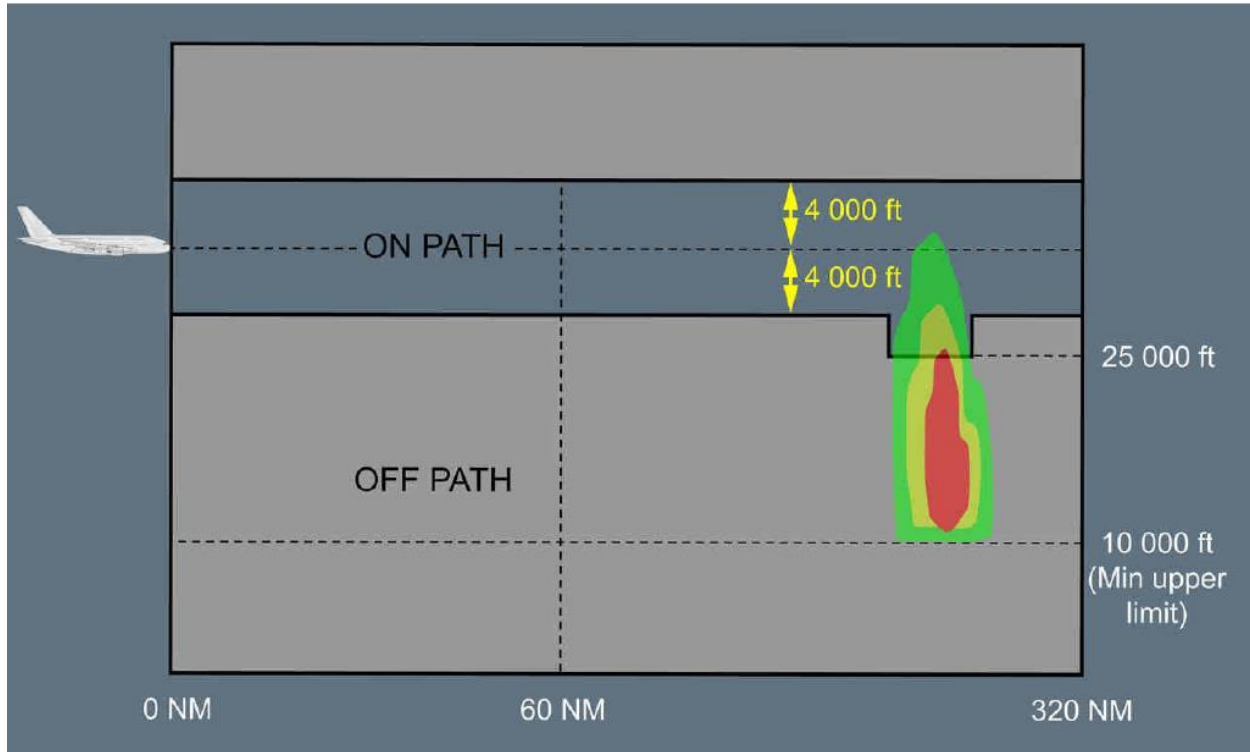 4 000 ft
ON PATH
4 000 ft
25 000 ft
OFF PATH
10 000 ft
(Min upper
limit)
0 NM
60 NM
320 NM